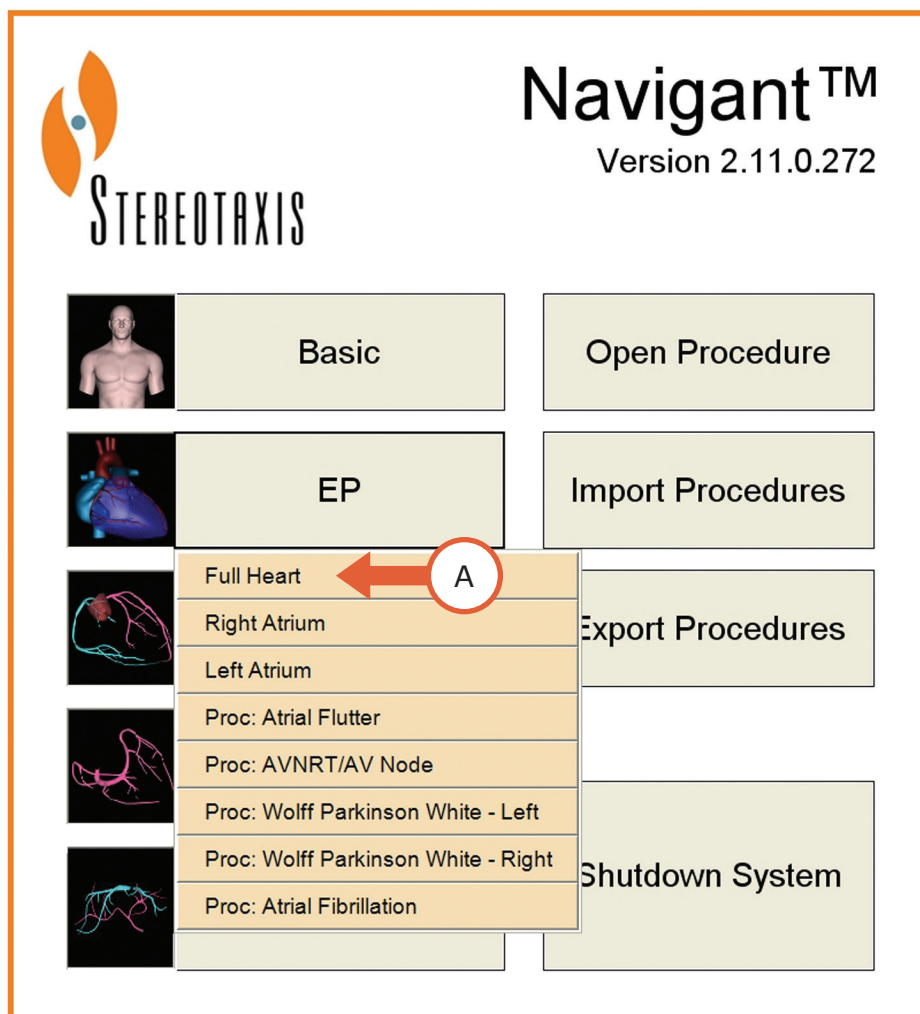 Navigant™
Version 2.11.0.272
STEREOTAXIS
Basic
Open Procedure
EP
Import Procedures
Full Heart
A
Right Atrium
Export Procedures
Left Atrium
Proc: Atrial Flutter
Proc: AVNRT/AV Node
Proc: Wolff Parkinson White - Left
Proc: Wolff Parkinson White - Right
Shutdown System
Proc: Atrial Fibrillation